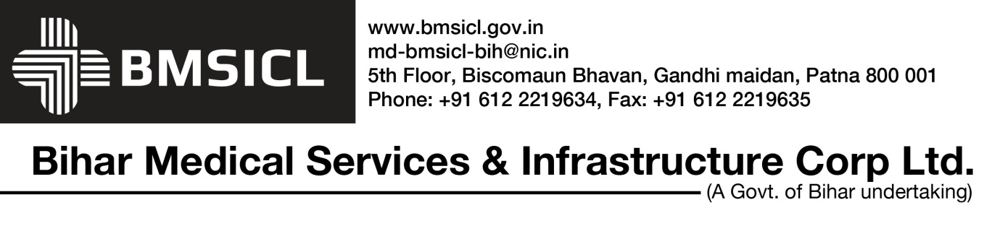 BMSICL
www.bmsicl.gov.in
md-bmsicl-bih@nic.in
5th Floor, Biscomaun Bhavan, Gandhi maidan, Patna 800 001
Phone: +91 612 2219634, Fax: +91 612 2219635
Bihar Medical Services & Infrastructure Corp Ltd.
(A Govt. of Bihar undertaking)